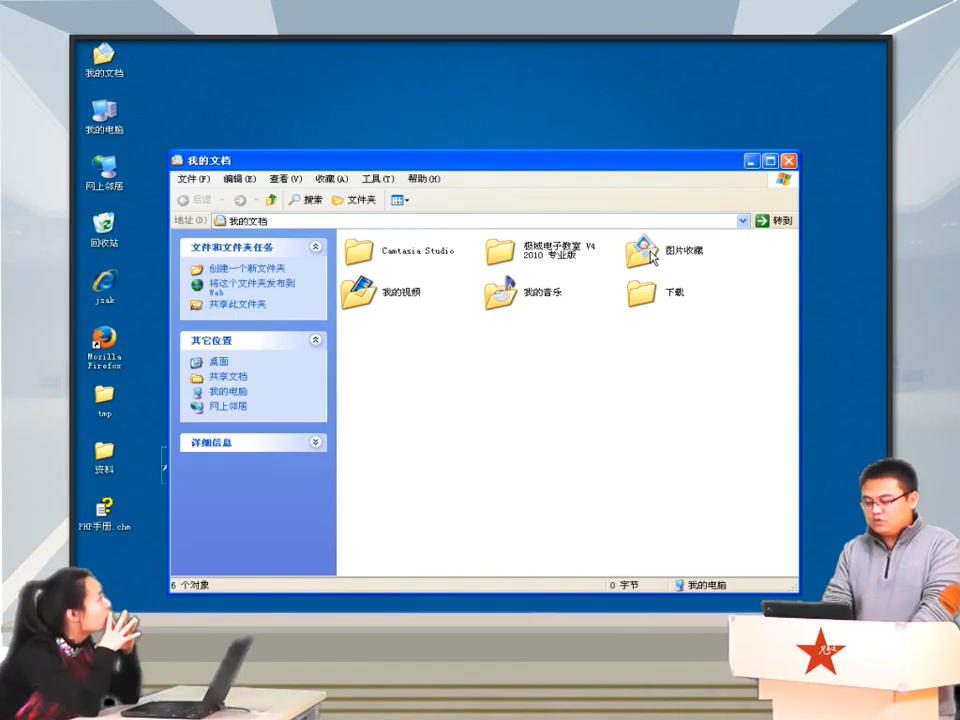 我的文档
我的电脑
网上邻居
回收站
jsak
Mozilla
Firefox
tmp
资料
PHP手册.chm
我的文档
文件(F) 编辑(E) 查看(V) 收藏(A) 工具(T) 帮助(H)
后退 搜索 文件夹
地址(D) 我的文档 转到
文件和文件夹任务
创建一个新文件夹
将这个文件夹发布到
Web
共享此文件夹
其它位置
桌面
共享文档
我的电脑
网上邻居
详细信息
Camtasia Studio
极域电子教室 V4
2010 专业版
图片收藏
我的视频
我的音乐
下载
6 个对象 0 字节 我的电脑